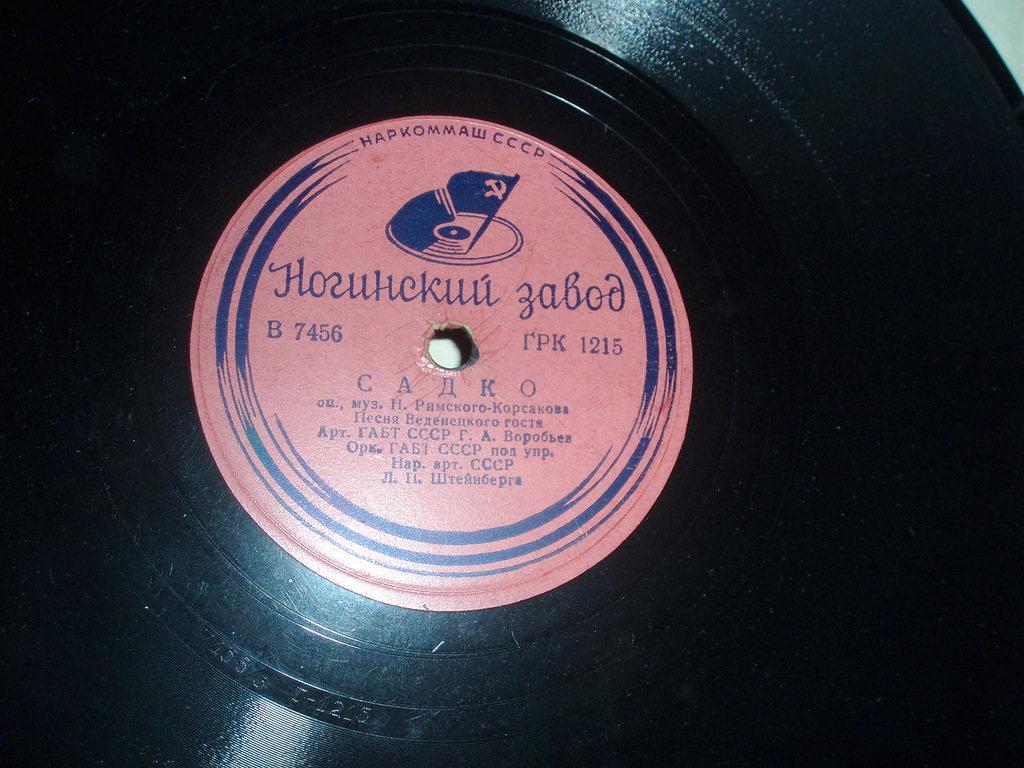 НАРКОММАШ СССР
Ногинский завод
В 7456
ГРК 1215
САДКО
оп., муз. Н. Римского-Корсакова
Песня Веденецкого гостя
Арт. ГАБТ СССР Г. А. Воробьев
Орк. ГАБТ СССР под упр.
Нар. арт. СССР
Л. П. Штейнберга